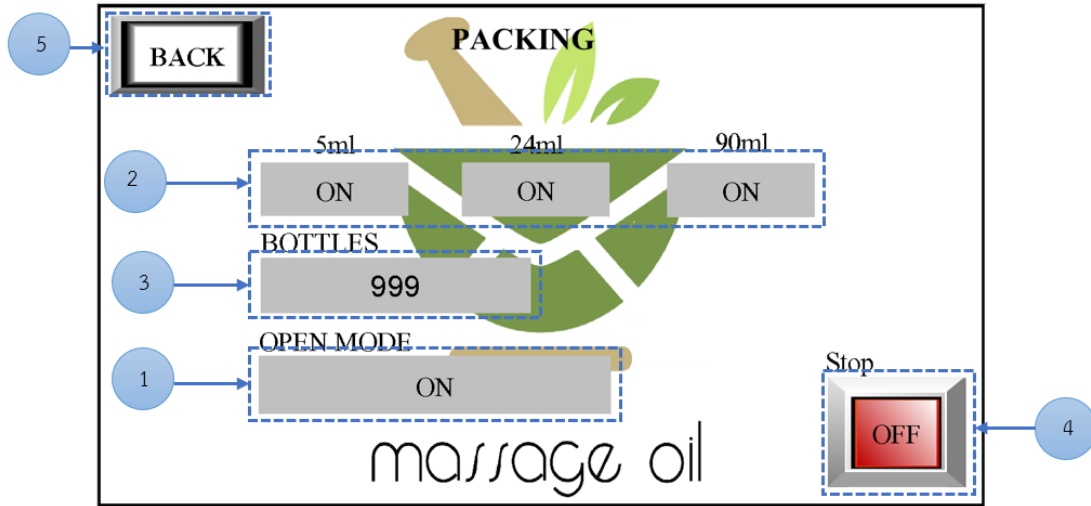 5
BACK
PACKING
5ml 24ml 90ml
2
ON ON ON
BOTTLES
3
999
OPEN MODE
1
ON
Stop
OFF
4
massage oil